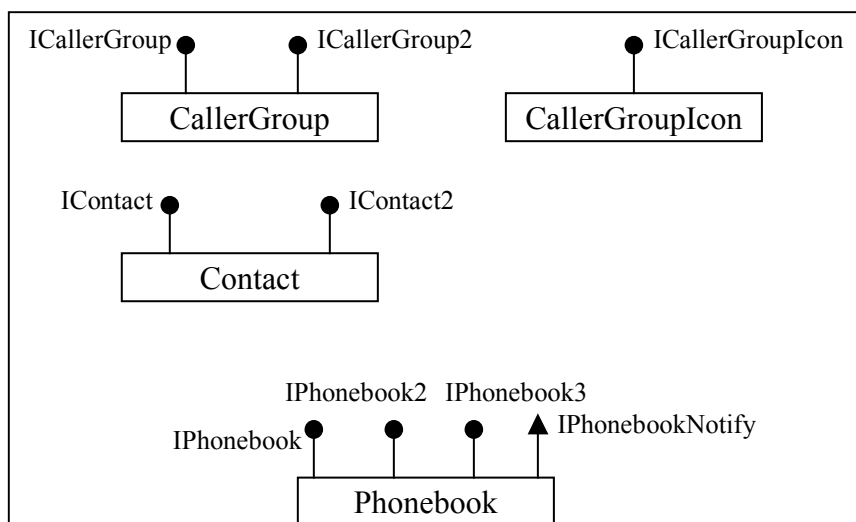 ICallerGroup
ICallerGroup2
ICallerGroupIcon
CallerGroup
CallerGroupIcon
IContact
IContact2
Contact
IPhonebook2
IPhonebook3
IPhonebook
IPhonebookNotify
Phonebook